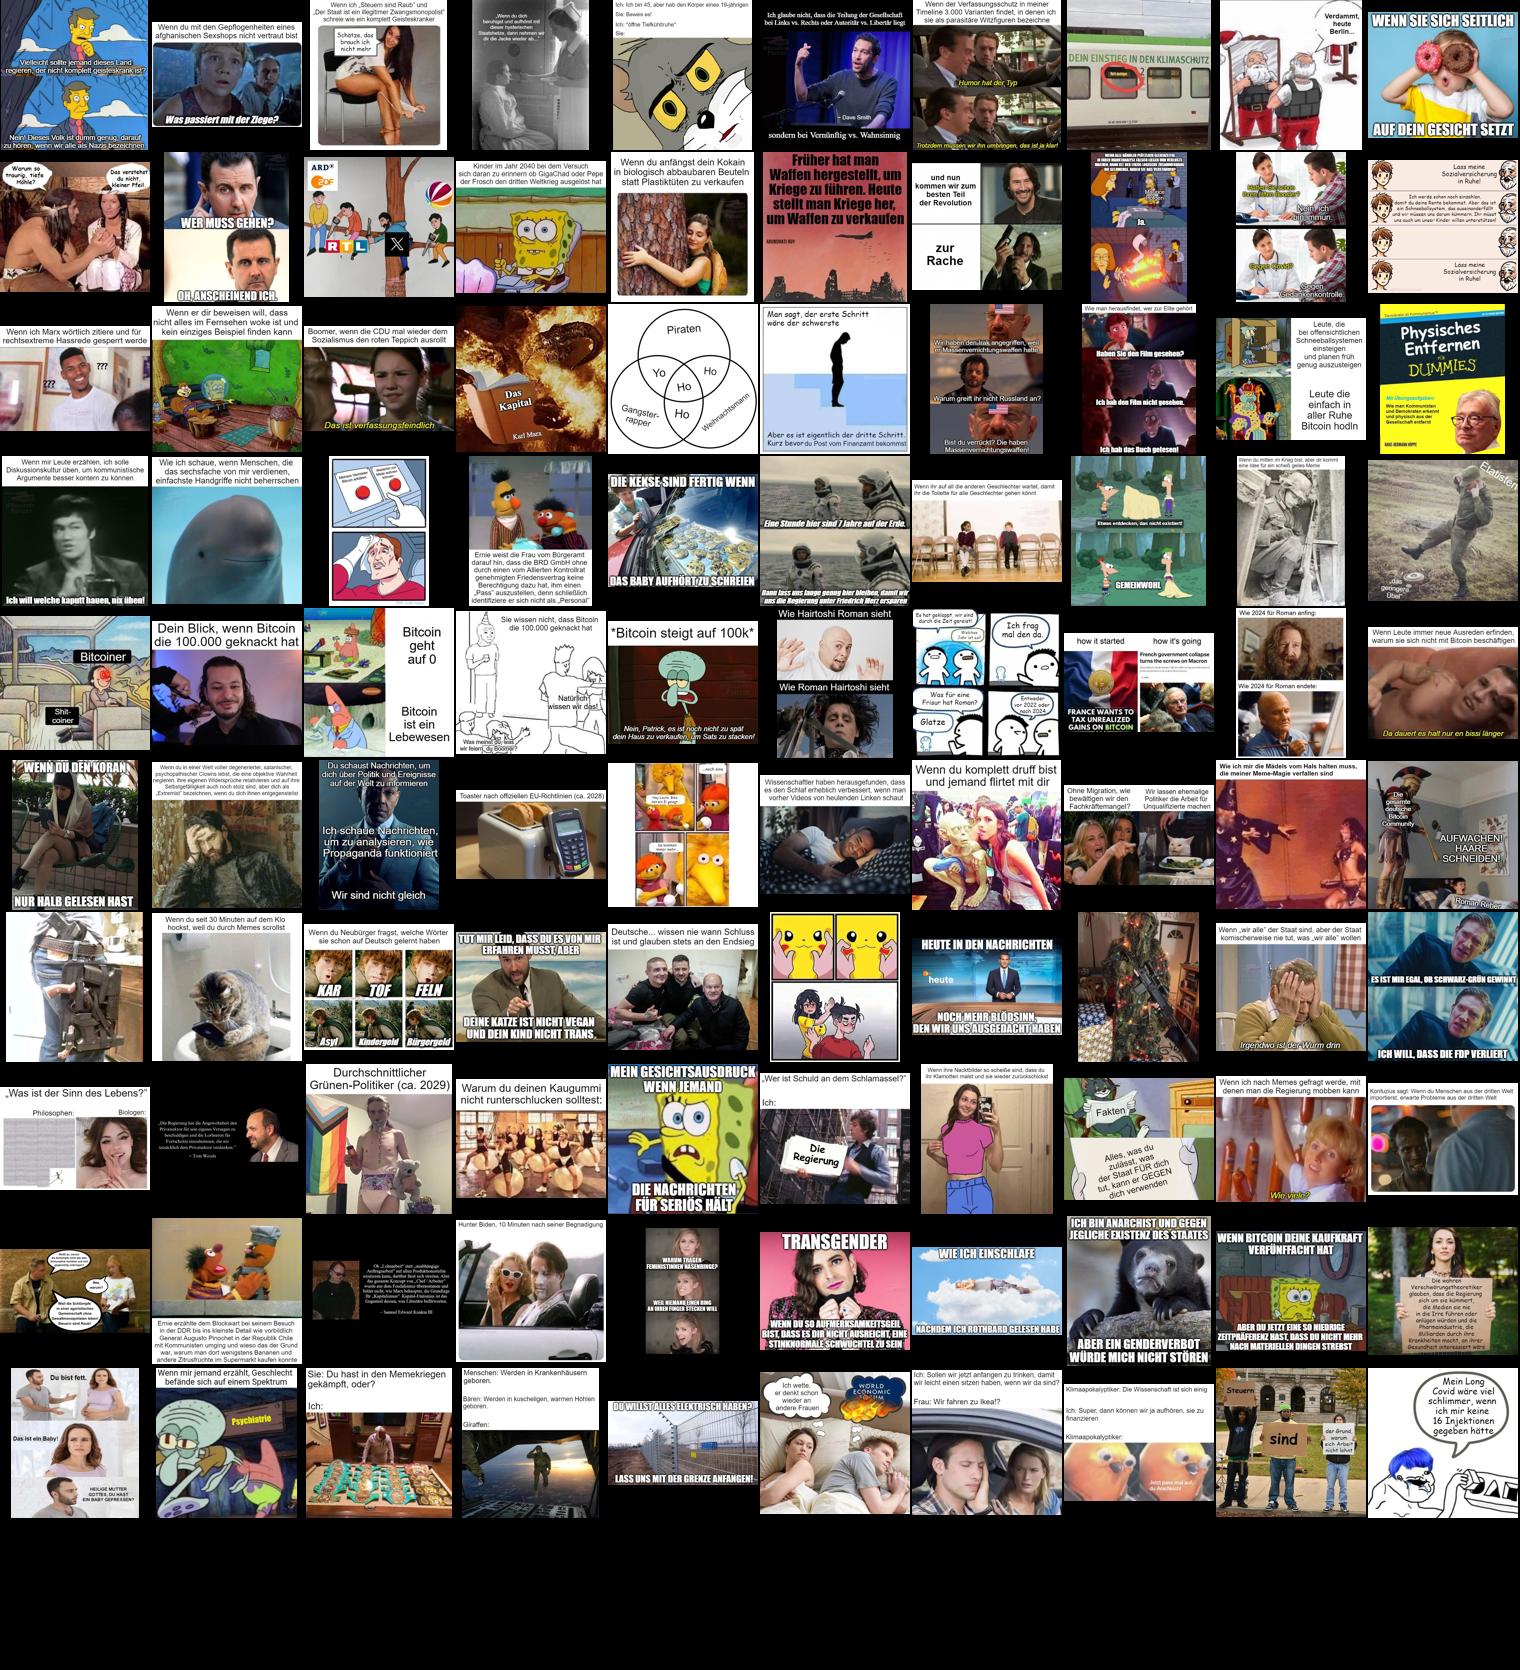 Vielleicht sollte jemand dieses Land
regieren, der nicht komplett geisteskrank ist?
Nein! Dieses Volk ist dumm genug, darauf
zu hören, wenn wir alle als Nazis bezeichnen
Wenn du mit den Gepflogenheiten eines
afghanischen Sexshops nicht vertraut bist
Was passiert mit der Ziege?
Wenn ich „Steuern sind Raub" und
„Der Staat ist ein illegitimer Zwangsmonopolist"
schreie wie ein komplett Geisteskranker
Schätze, das
brauch ich
nicht mehr
Ich: Ich bin 45, aber hab den Körper eines 19-jährigen
Sie: Beweis es!
Ich: *öffne Tiefkühltruhe*
Sie:
Ich glaube nicht, dass die Teilung der Gesellschaft
bei Links vs. Rechts oder Autoritär vs. Libertär liegt
~ Dave Smith
sondern bei Vernünftig vs. Wahnsinnig
Wenn der Verfassungsschutz in meiner
Timeline 3.000 Varianten findet, in denen ich
sie als parasitäre Witzfiguren bezeichne
Humor hat der Typ
Trotzdem müssen wir ihn umbringen, das ist ja klar!
DEIN EINSTIEG IN DEN KLIMASCHUTZ
Verdammt,
heute
Berlin...
WENN SIE SICH SEITLICH
AUF DEIN GESICHT SETZT
Warum so
traurig, tiefe
Höhle?
Das verstehst
du nicht,
kleiner Pfeil.
WER MUSS GEHEN?
OH, ANSCHEINEND ICH.
ARD
ZDF
RTL
X
Kinder im Jahr 2040 bei dem Versuch
sich daran zu erinnern ob GigaChad oder Pepe
der Frosch den dritten Weltkrieg ausgelöst hat
Wenn du anfängst dein Kokain
in biologisch abbaubaren Beuteln
statt Plastiktüten zu verkaufen
Früher hat man
Waffen hergestellt, um
Kriege zu führen. Heute
stellt man Kriege her,
um Waffen zu verkaufen
ARUNDHATI ROY
und nun
kommen wir zum
besten Teil
der Revolution
zur
Rache
Ja.
Nein, ich
bin immun.
Gegen Covid?
Gegen
Gedankenkontrolle.
Lass meine
Sozialversicherung
in Ruhe!
Ich werde schon noch einzahlen,
damit du deine Rente bekommst. Aber das ist
ein Schneeballsystem, das auseinanderfällt
und wir müssen uns darum kümmern. Ihr müsst
uns auch unser Kinder willen unterstützen!
Lass meine
Sozialversicherung
in Ruhe!
Wenn ich Marx wörtlich zitiere und für
rechtsextreme Hassrede gesperrt werde
???
???
Wenn er dir beweisen will, dass
nicht alles im Fernsehen woke ist und
kein einziges Beispiel finden kann
Boomer, wenn die CDU mal wieder dem
Sozialismus den roten Teppich ausrollt
Das ist verfassungsfeindlich
Das
Kapital
Karl Marx
Piraten
Yo
Ho
Ho
Ho
Gangster-
rapper
Weihnachtsmann
Man sagt, der erste Schritt
wäre der schwerste
Aber es ist eigentlich der dritte Schritt.
Kurz bevor du Post vom Finanzamt bekommst
Wir haben den Irak angegriffen, weil
er Massenvernichtungswaffen hatte
Warum greift ihr nicht Russland an?
Bist du verrückt? Die haben
Massenvernichtungswaffen!
Wie man herausfindet, wer zur Elite gehört
Haben Sie den Film gesehen?
Ich hab den Film nicht gesehen.
Ich hab das Buch gelesen!
Leute, die
bei offensichtlichen
Schneeballsystemen
einsteigen
und planen früh
genug auszusteigen
Leute die
einfach in
aller Ruhe
Bitcoin hodln
Physisches
Entfernen
für
DUMMIES
Mit Übungsaufgaben:
Wie man Kommunisten
und Demokraten erkennt
und physisch aus der
Gesellschaft entfernt
HANS-HERMANN HOPPE
Wenn mir Leute erzählen, ich solle
Diskussionskultur üben, um kommunistische
Argumente besser kontern zu können
Ich will welche kaputt hauen, nix üben!
Wie ich schaue, wenn Menschen, die
das sechsfache von mir verdienen,
einfachste Handgriffe nicht beherrschen
Ernie weist die Frau vom Bürgeramt
darauf hin, dass die BRD GmbH ohne
durch einen vom Allierten Kontrollrat
genehmigten Friedensvertrag keine
Berechtigung dazu hat, ihm einen
„Pass" auszustellen, denn schließlich
identifiziere er sich nicht als „Personal"
DIE KEKSE SIND FERTIG WENN
DAS BABY AUFHÖRT ZU SCHREIEN
Eine Stunde hier sind 7 Jahre auf der Erde.
Dann lass uns lange genug hier bleiben, damit wir
uns die Regierung unter Friedrich Merz ersparen
Wenn ihr auf all die anderen Geschlechter wartet, damit
ihr die Toilette für alle Geschlechter gehen könnt
Etwas entdecken, das nicht existiert!
GEMEINWOHL
Wenn du mitten im Krieg bist, aber dir kommt
eine Idee für ein scheiß geiles Meme
Etatisten
„das
geringere
Übel"
Bitcoiner
Shit-
coiner
Dein Blick, wenn Bitcoin
die 100.000 geknackt hat
Bitcoin
geht
auf 0
Bitcoin
ist ein
Lebewesen
Sie wissen nicht, dass Bitcoin
die 100.000 geknackt hat
Natürlich
wissen wir das!
Was meinst du, was
wir feiern, du Boomer?
*Bitcoin steigt auf 100k*
Nein, Patrick, es ist noch nicht zu spät
dein Haus zu verkaufen, um Sats zu stacken!
Wie Hairtoshi Roman sieht
Wie Roman Hairtoshi sieht
Es hat geklappt, wir sind
durch die Zeit gereist!
Welches
Jahr ist es?
Ich frag
mal den da.
Was für eine
Frisur hat Roman?
Glatze
Entweder
vor 2022 oder
nach 2024.
how it started
how it's going
FRANCE WANTS TO
TAX UNREALIZED
GAINS ON BITCOIN
French government collapse
turns the screws on Macron
Wie 2024 für Roman anfing:
Wie 2024 für Roman endete:
Wenn Leute immer neue Ausreden erfinden,
warum sie sich nicht mit Bitcoin beschäftigen
Da dauert es halt nur en bissi länger
WENN DU DEN KORAN
NUR HALB GELESEN HAST
Wenn du in einer Welt voller degenerierter, satanischer,
psychopathischer Clowns lebst, die eine objektive Wahrheit
negieren, ihre eigenen Widersprüche relativieren und auf ihre
Selbstgefälligkeit auch noch stolz sind, aber dich als
„Extremist" bezeichnen, wenn du dich ihnen entgegenstellst
Du schaust Nachrichten, um
dich über Politik und Ereignisse
auf der Welt zu informieren
Ich schaue Nachrichten,
um zu analysieren, wie
Propaganda funktioniert
Wir sind nicht gleich
Toaster nach offiziellen EU-Richtlinien (ca. 2028)
Wissenschaftler haben herausgefunden, dass
es den Schlaf erheblich verbessert, wenn man
vorher Videos von heulenden Linken schaut
Wenn du komplett druff bist
und jemand flirtet mit dir
Ohne Migration, wie
bewältigen wir den
Fachkräftemangel?
Wir lassen ehemalige
Politiker die Arbeit für
Unqualifizierte machen
Wie ich mir die Mädels vom Hals halten muss,
die meiner Meme-Magie verfallen sind
Die
gesamte
deutsche
Bitcoin
Community
AUFWACHEN!
HAARE
SCHNEIDEN!
Roman Reher
Wenn du seit 30 Minuten auf dem Klo
hockst, weil du durch Memes scrollst
Wenn du Neubürger fragst, welche Wörter
sie schon auf Deutsch gelernt haben
KAR
TOF
FELN
Asyl
Kindergeld
Bürgergeld
TUT MIR LEID, DASS DU ES VON MIR
ERFAHREN MUSST, ABER
DEINE KATZE IST NICHT VEGAN
UND DEIN KIND NICHT TRANS.
Deutsche... wissen nie wann Schluss
ist und glauben stets an den Endsieg
HEUTE IN DEN NACHRICHTEN
heute
NOCH MEHR BLÖDSINN,
DEN WIR UNS AUSGEDACHT HABEN
Wenn „wir alle" der Staat sind, aber der Staat
komischerweise nie tut, was „wir alle" wollen
Irgendwo ist der Wurm drin
ES IST MIR EGAL, OB SCHWARZ-GRÜN GEWINNT
ICH WILL, DASS DIE FDP VERLIERT
„Was ist der Sinn des Lebens?"
Philosophen:
Biologen:
„Die Regierung hat die Angewohnheit den
Privatsektor für sein eigenes Versagen zu
beschuldigen und die Lorbeeren für
Fortschritte einzuheimsen, die wir
tatsächlich dem Privatsektor verdanken."
~ Tom Woods
Durchschnittlicher
Grünen-Politiker (ca. 2029)
Warum du deinen Kaugummi
nicht runterschlucken solltest:
MEIN GESICHTSAUSDRUCK
WENN JEMAND
DIE NACHRICHTEN
FÜR SERIÖS HÄLT
„Wer ist Schuld an dem Schlamassel?"
Ich:
Die
Regierung
Wenn ihre Nacktbilder so scheiße sind, dass du
ihr Klamotten malst und sie wieder zurückschickst
Fakten
Alles, was du
zulässt, was
der Staat FÜR dich
tut, kann er GEGEN
dich verwenden
Wenn ich nach Memes gefragt werde, mit
denen man die Regierung mobben kann
Wie viele?
Konfuzius sagt: Wenn du Menschen aus der dritten Welt
importierst, erwarte Probleme aus der dritten Welt
Ernie erzählte dem Blockwart bei seinem Besuch
in der DDR bis ins kleinste Detail wie vorbildlich
General Augusto Pinochet in der Republik Chile
mit Kommunisten umging und wieso das der Grund
war, warum man dort wenigstens Bananen und
andere Zitrusfrüchte im Supermarkt kaufen konnte
~ Samuel Edward Konkin III
Hunter Biden, 10 Minuten nach seiner Begnadigung
WARUM TRAGEN
FEMINISTINNEN NASENRINGE?
WEIL NIEMAND EINEN RING
AN IHREN FINGER STECKEN WILL
TRANSGENDER
WENN DU SO AUFMERKSAMKEITSGEIL
BIST, DASS ES DIR NICHT AUSREICHT, EINE
STINKNORMALE SCHWUCHTEL ZU SEIN
WIE ICH EINSCHLAFE
NACHDEM ICH ROTHBARD GELESEN HABE
ICH BIN ANARCHIST UND GEGEN
JEGLICHE EXISTENZ DES STAATES
ABER EIN GENDERVERBOT
WÜRDE MICH NICHT STÖREN
WENN BITCOIN DEINE KAUFKRAFT
VERFÜNFFACHT HAT
ABER DU JETZT EINE SO NIEDRIGE
ZEITPRÄFERENZ HAST, DASS DU NICHT MEHR
NACH MATERIELLEN DINGEN STREBST
Die wahren
Verschwörungstheoretiker
glauben, dass die Regierung
sich um sie kümmert,
die Medien sie nie
in die Irre führen oder
anlügen würden und die
Pharmaindustrie, die
Milliarden durch ihre
Krankheiten macht, an ihrer
Gesundheit interessiert wäre
Du bist fett.
Das ist ein Baby!
HEILIGE MUTTER
GOTTES, DU HAST
EIN BABY GEFRESSEN?
Wenn mir jemand erzählt, Geschlecht
befände sich auf einem Spektrum
Psychiatrie
Sie: Du hast in den Memekriegen
gekämpft, oder?
Ich:
Menschen: Werden in Krankenhäusern
geboren.
Bären: Werden in kuscheligen, warmen Höhlen
geboren.
Giraffen:
DU WILLST ALLES ELEKTRISCH HABEN?
LASS UNS MIT DER GRENZE ANFANGEN!
Ich wette,
er denkt schon
wieder an
andere Frauen
WORLD
ECONOMIC
FORUM
Ich: Sollen wir jetzt anfangen zu trinken, damit
wir leicht einen sitzen haben, wenn wir da sind?
Frau: Wir fahren zu Ikea!?
Klimaapokalyptiker: Die Wissenschaft ist sich einig
Ich: Super, dann können wir ja aufhören, sie zu
finanzieren
Klimaapokalyptiker:
Jetzt pass mal auf,
du Arschloch!
Steuern
sind
der Grund,
warum
sich Arbeit
nicht lohnt
Mein Long
Covid wäre viel
schlimmer, wenn
ich mir keine
16 Injektionen
gegeben hätte